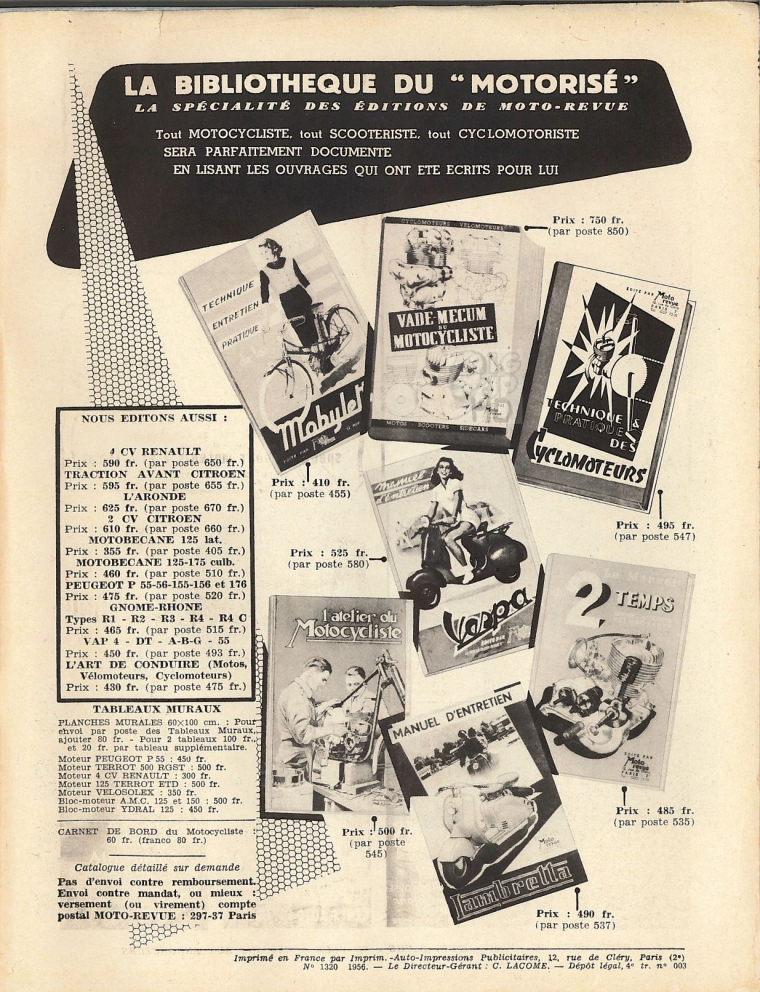 LA BIBLIOTHEQUE DU "MOTORISÉ"
LA SPÉCIALITÉ DES ÉDITIONS DE MOTO-REVUE
Tout MOTOCYCLISTE, tout SCOOTERISTE, tout CYCLOMOTORISTE
SERA PARFAITEMENT DOCUMENTE
EN LISANT LES OUVRAGES QUI ONT ETE ECRITS POUR LUI
TECHNIQUE
ENTRETIEN
PRATIQUE
Mobylette
Prix : 410 fr.
(par poste 455)
CYCLOMOTEURS VELOMOTEURS
VADE-MECUM
DU
MOTOCYCLISTE
MOTOS SCOOTERS SIDECARS
Prix : 750 fr.
(par poste 850)
EDITÉ PAR
Moto
revue
PARIS
TECHNIQUE &
PRATIQUE
DES
CYCLOMOTEURS
Prix : 495 fr.
(par poste 547)
Manuel
d'entretien
Vespa
EDITÉ PAR
Prix : 525 fr.
(par poste 580)
l'atelier du
Motocycliste
Prix : 500 fr.
(par poste
545)
2 TEMPS
EDITÉ PAR
Moto
revue
PARIS
Prix : 485 fr.
(par poste 535)
MANUEL D'ENTRETIEN
Moto
revue
Lambretta
Prix : 490 fr.
(par poste 537)
NOUS EDITONS AUSSI :
4 CV RENAULT
Prix : 590 fr. (par poste 650 fr.)
TRACTION AVANT CITROEN
Prix : 595 fr. (par poste 655 fr.)
L'ARONDE
Prix : 625 fr. (par poste 670 fr.)
2 CV CITROEN
Prix : 610 fr. (par poste 660 fr.)
MOTOBECANE 125 lat.
Prix : 355 fr. (par poste 405 fr.)
MOTOBECANE 125-175 culb.
Prix : 460 fr. (par poste 510 fr.)
PEUGEOT P 55-56-155-156 et 176
Prix : 475 fr. (par poste 520 fr.)
GNOME-RHONE
Types R1 - R2 - R3 - R4 - R4 C
Prix : 465 fr. (par poste 515 fr.)
VAP 4 - DT - A-B-G - 55
Prix : 450 fr. (par poste 493 fr.)
L'ART DE CONDUIRE (Motos,
Vélomoteurs, Cyclomoteurs)
Prix : 430 fr. (par poste 475 fr.)
TABLEAUX MURAUX
PLANCHES MURALES 60×100 cm. : Pour
envoi par poste des Tableaux Muraux,
ajouter 80 fr. - Pour 2 tableaux 100 fr.,
et 20 fr. par tableau supplémentaire.
Moteur PEUGEOT P 55 : 450 fr.
Moteur TERROT 500 RGST : 500 fr.
Moteur 4 CV RENAULT : 300 fr.
Moteur 125 TERROT ETD : 500 fr.
Moteur VELOSOLEX : 350 fr.
Bloc-moteur A.M.C. 125 et 150 : 500 fr.
Bloc-moteur YDRAL 125 : 450 fr.
CARNET DE BORD du Motocycliste :
60 fr. (franco 80 fr.)
Catalogue détaillé sur demande
Pas d'envoi contre remboursement.
Envoi contre mandat, ou mieux :
versement (ou virement) compte
postal MOTO-REVUE : 297-37 Paris
Imprimé en France par Imprim.-Auto-Impressions Publicitaires, 12, rue de Cléry, Paris (2e)
N° 1320 1956. — Le Directeur-Gérant : C. LACOME. — Dépôt légal, 4e tr. n° 003